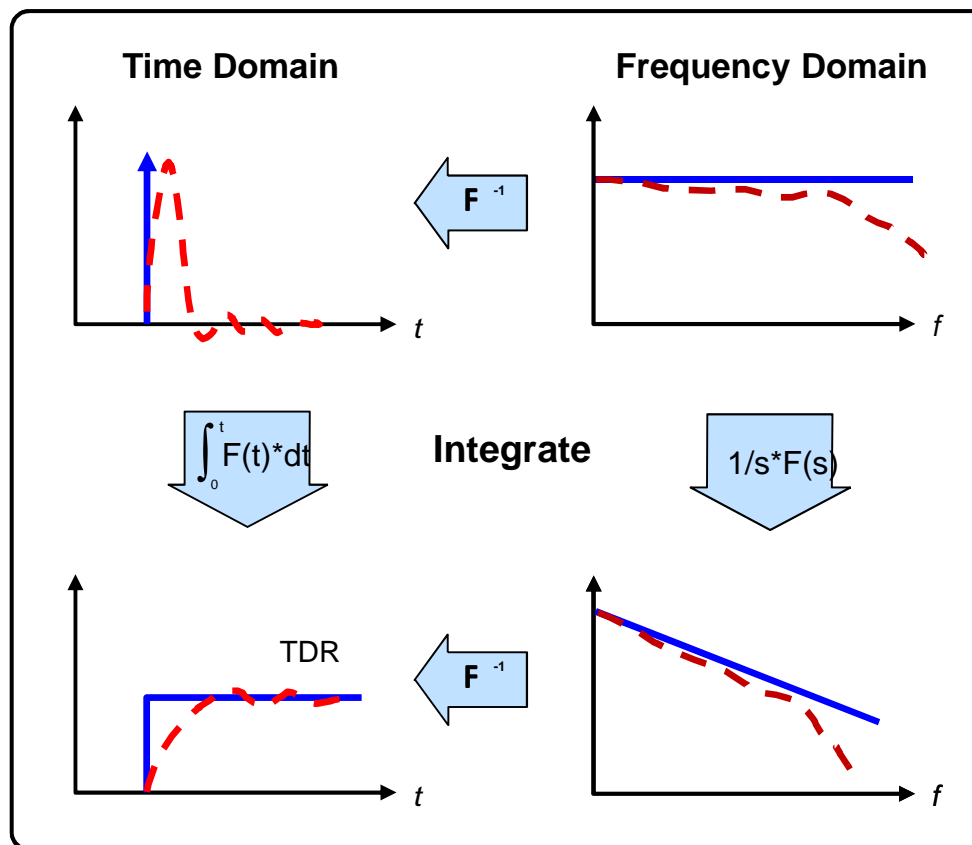 Time Domain
Frequency Domain
F -1
t
f
∫ t 0 F(t)*dt
Integrate
1/s*F(s)
TDR
F -1
t
f